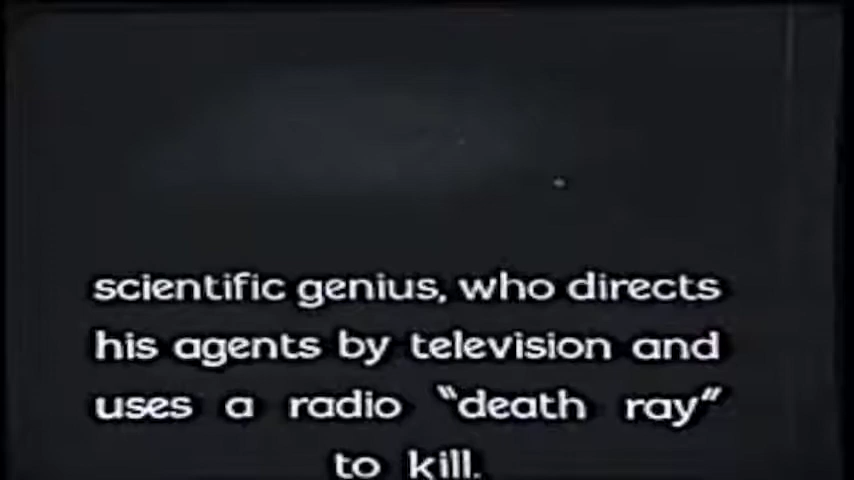 scientific genius, who directs
his agents by television and
uses a radio "death ray"
to kill.